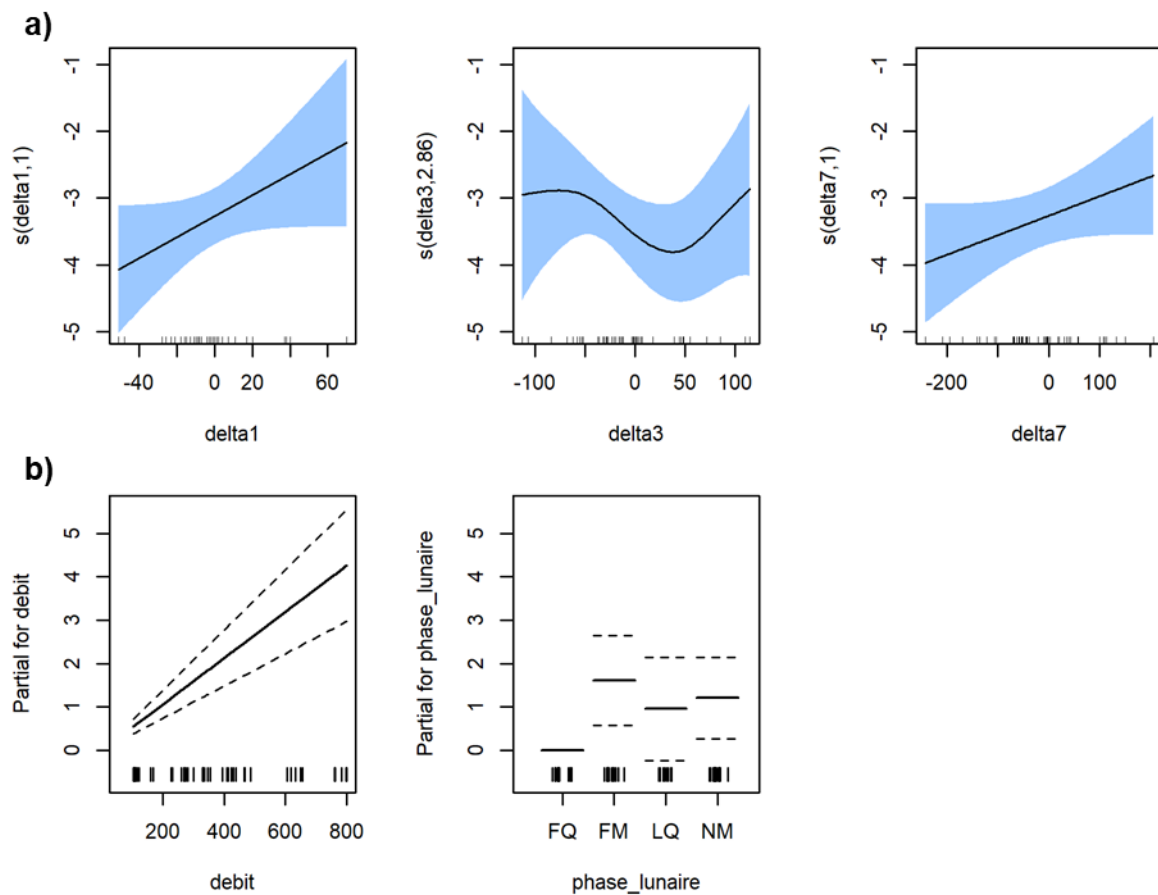 a)
s(delta1,1)
-1
-2
-3
-4
-5
-40 0 20 60
delta1
s(delta3,2.86)
-1
-2
-3
-4
-5
-100 0 50 100
delta3
s(delta7,1)
-1
-2
-3
-4
-5
-200 0 100
delta7
b)
Partial for debit
5
4
3
2
1
0
200 400 600 800
debit
Partial for phase_lunaire
5
4
3
2
1
0
FQ FM LQ NM
phase_lunaire